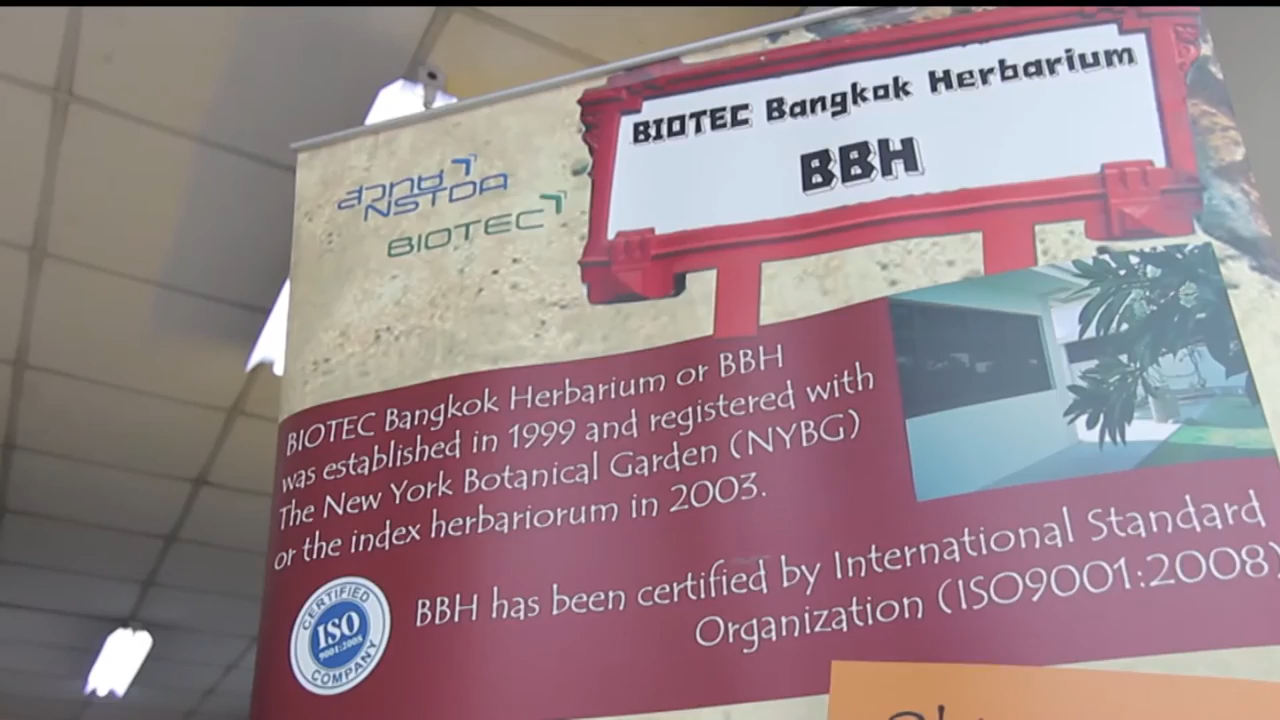 BIOTEC Bangkok Herbarium
BBH
สวทช
NSTDA
BIOTEC
BIOTEC Bangkok Herbarium or BBH
was established in 1999 and registered with
The New York Botanical Garden (NYBG)
or the index herbariorum in 2003.
CERTIFIED
ISO
9001:2008
COMPANY
BBH has been certified by International Standard
Organization (ISO9001:2008)